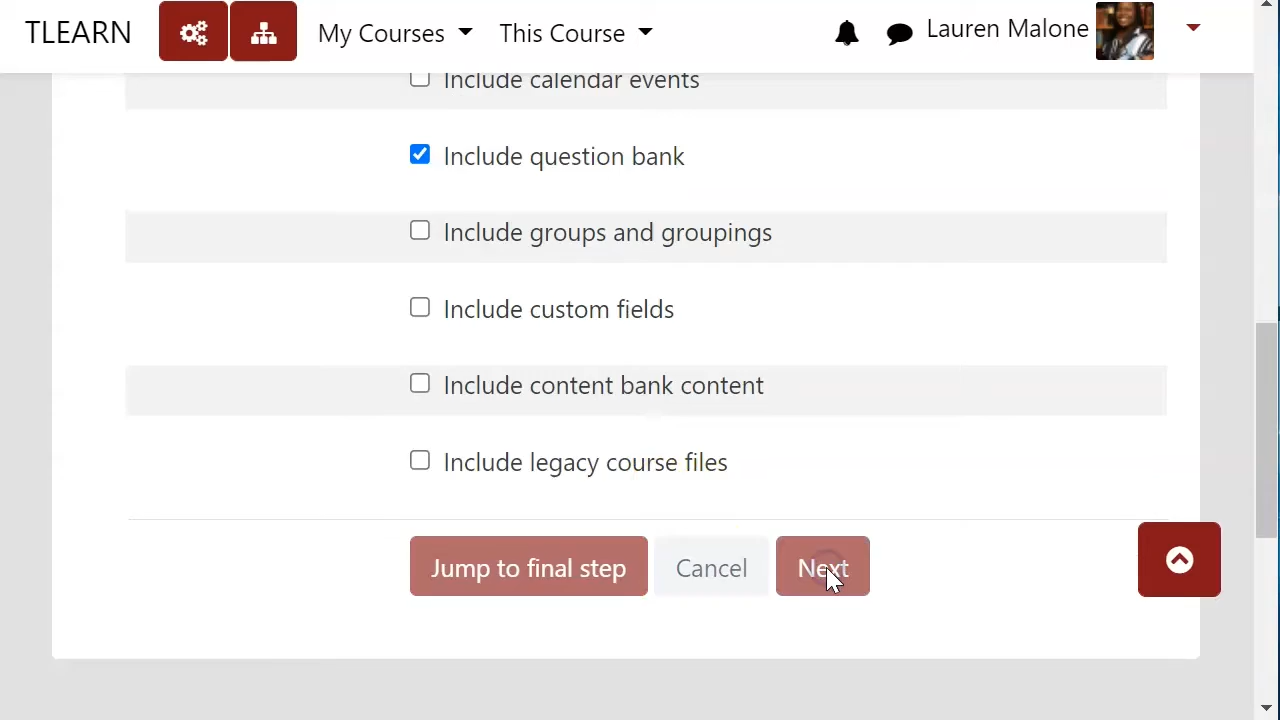 TLEARN My Courses This Course Lauren Malone
Include calendar events
Include question bank
Include groups and groupings
Include custom fields
Include content bank content
Include legacy course files
Jump to final step Cancel Next